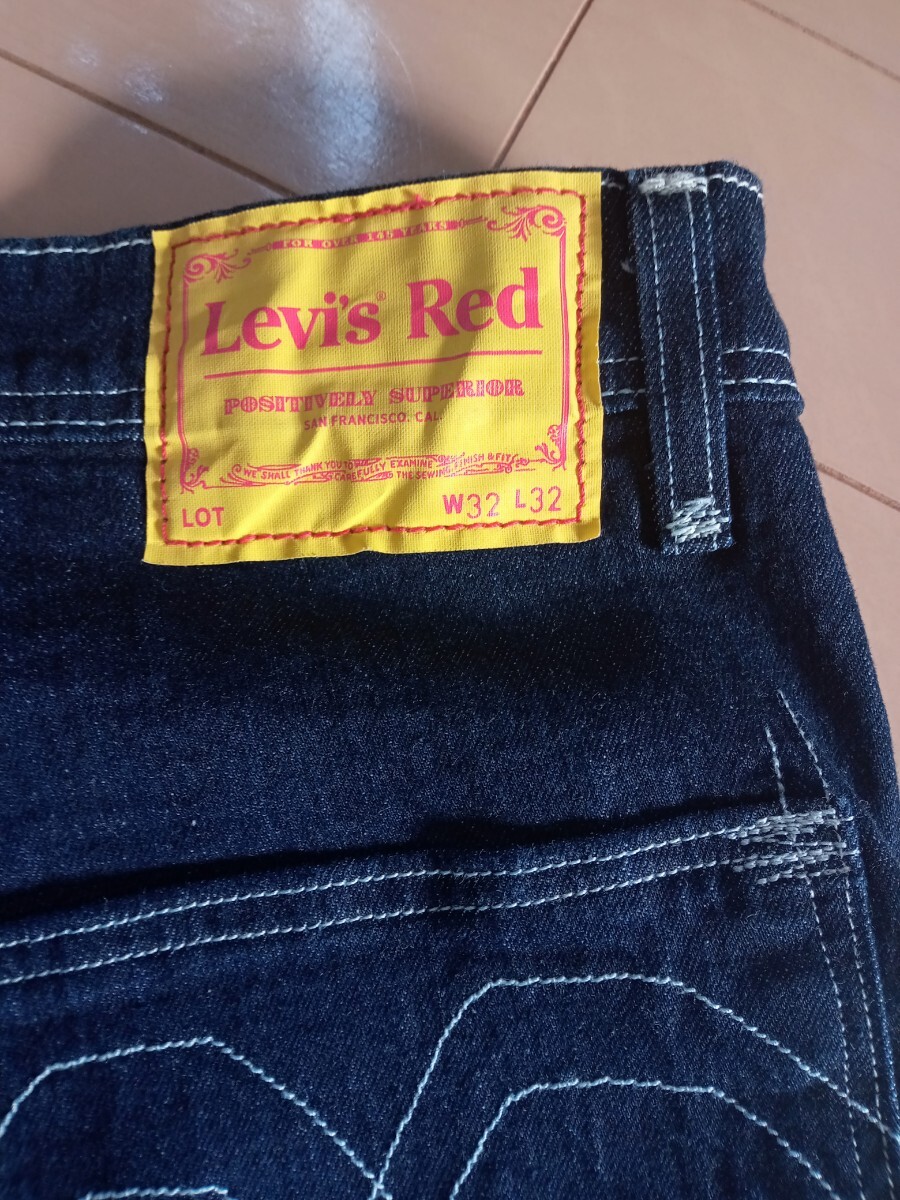 FOR OVER 145 YEARS
Levi's® Red
POSITIVELY SUPERIOR
SAN FRANCISCO. CAL.
WE SHALL THANK YOU TO CAREFULLY EXAMINE THE SEWING, FINISH & FIT
LOT W32 L32